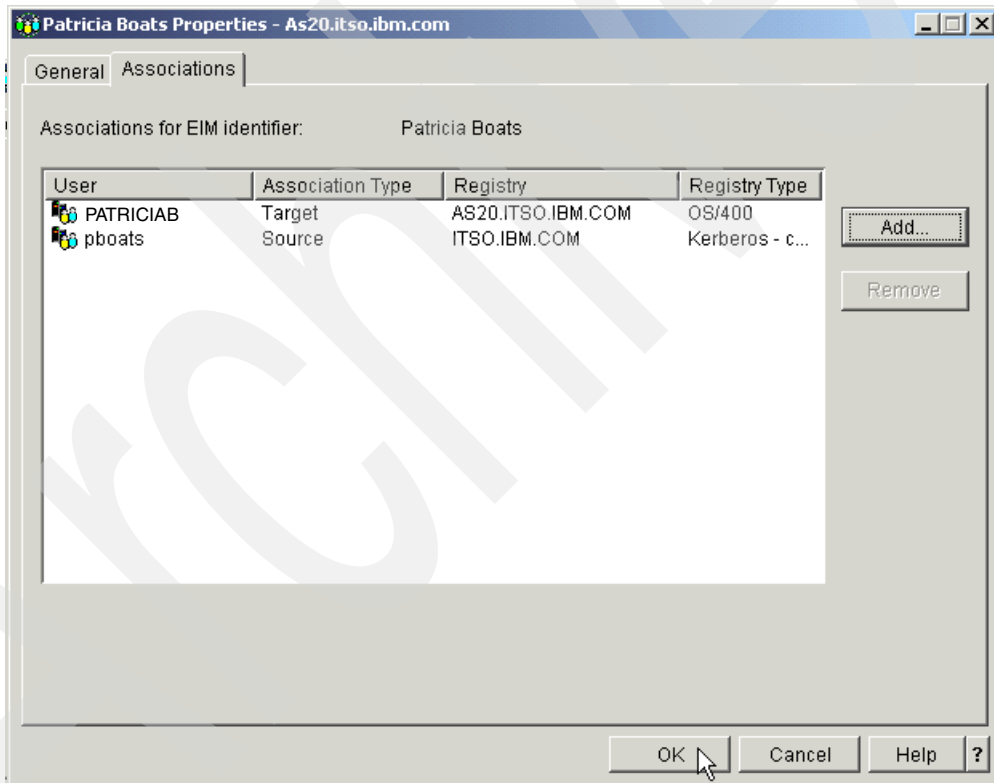 Patricia Boats Properties - As20.itso.ibm.com
General Associations
Associations for EIM identifier: Patricia Boats
User Association Type Registry Registry Type
PATRICIAB Target AS20.ITSO.IBM.COM OS/400
pboats Source ITSO.IBM.COM Kerberos - c...
Add...
Remove
OK Cancel Help ?